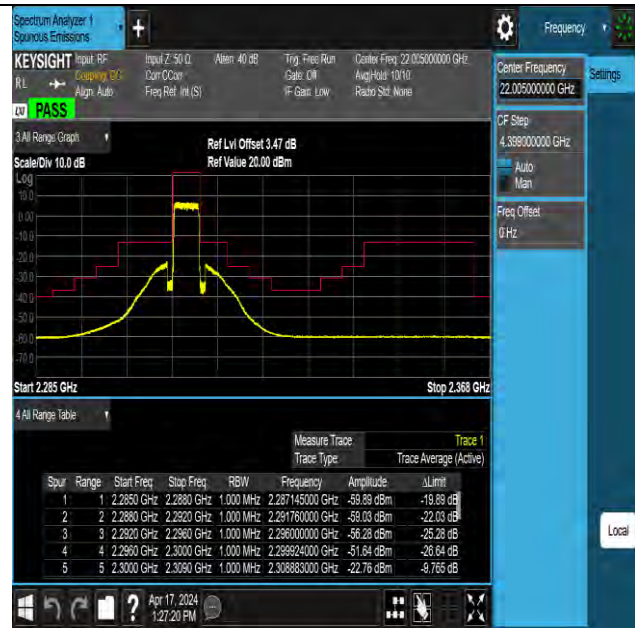 Spectrum Analyzer 1
Spurious Emissions
+
Frequency
KEYSIGHT Input: RF
RL
Coupling: DC
Align: Auto
Input Z: 50 Ω
Corr CCorr
Freq Ref: Int (S)
Atten: 40 dB
Trig: Free Run
Gate: Off
IF Gain: Low
Center Freq: 22.005000000 GHz
Avg|Hold: 10/10
Radio Std: None
PASS
Center Frequency
22.005000000 GHz
Settings
CF Step
4.399000000 GHz
Auto
Man
Freq Offset
0 Hz
3 All Range Graph
Scale/Div 10.0 dB
Ref Lvl Offset 3.47 dB
Ref Value 20.00 dBm
Log
10.0
0.00
-10.0
-20.0
-30.0
-40.0
-50.0
-60.0
-70.0
Start 2.285 GHz
Stop 2.368 GHz
4 All Range Table
Measure Trace Trace 1
Trace Type Trace Average (Active)
Spur Range Start Freq Stop Freq RBW Frequency Amplitude ΔLimit
1 1 2.2850 GHz 2.2880 GHz 1.000 MHz 2.287145000 GHz -59.89 dBm -19.89 dB
2 2 2.2880 GHz 2.2920 GHz 1.000 MHz 2.291760000 GHz -59.03 dBm -22.03 dB
3 3 2.2920 GHz 2.2960 GHz 1.000 MHz 2.296000000 GHz -56.28 dBm -25.28 dB
4 4 2.2960 GHz 2.3000 GHz 1.000 MHz 2.299924000 GHz -51.64 dBm -26.64 dB
5 5 2.3000 GHz 2.3090 GHz 1.000 MHz 2.308883000 GHz -22.76 dBm -9.765 dB
Local
?
Apr 17, 2024
1:27:20 PM